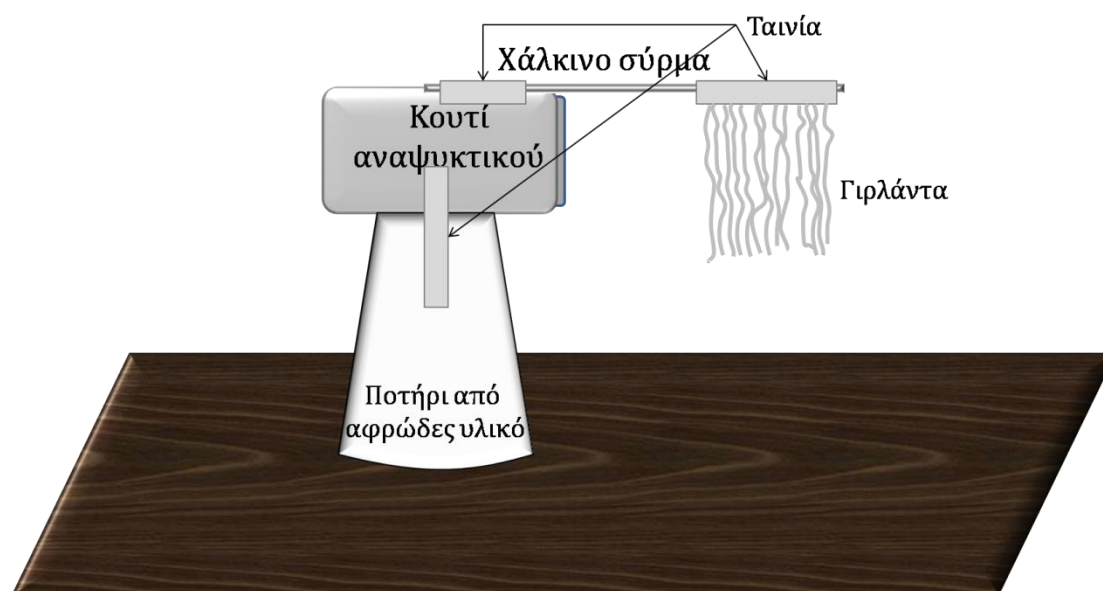 Ταινία
Χάλκινο σύρμα
Κουτί
αναψυκτικού
Γιρλάντα
Ποτήρι από
αφρώδες υλικό